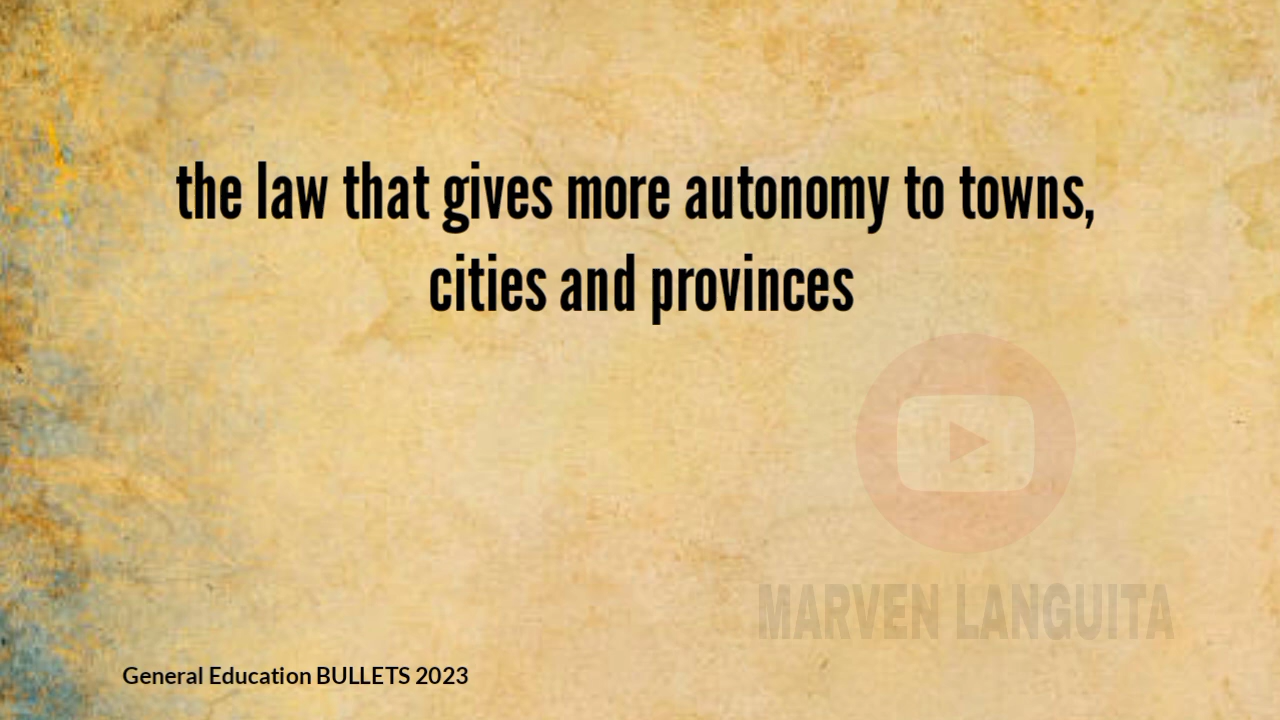 the law that gives more autonomy to towns,
cities and provinces
MARVEN LANGUITA
General Education BULLETS 2023